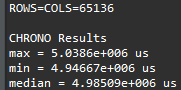 ROWS=COLS=65136
CHRONO Results
max = 5.0386e+006 us
min = 4.94667e+006 us
median = 4.98509e+006 us